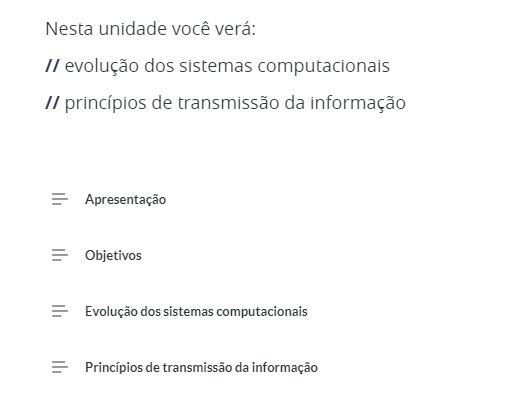 Nesta unidade você verá:
// evolução dos sistemas computacionais
// princípios de transmissão da informação
Apresentação
Objetivos
Evolução dos sistemas computacionais
Princípios de transmissão da informação